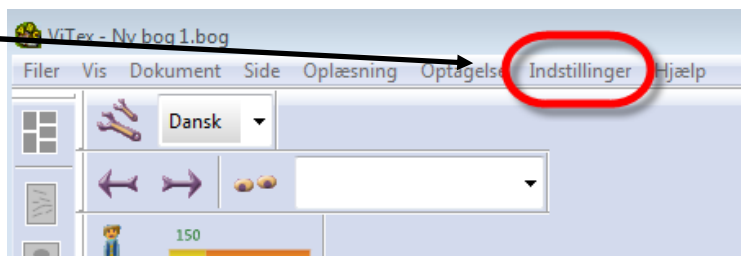 ViTex - Ny bog 1.bog
Filer Vis Dokument Side Oplæsning Optagelse Indstillinger Hjælp
Dansk
150